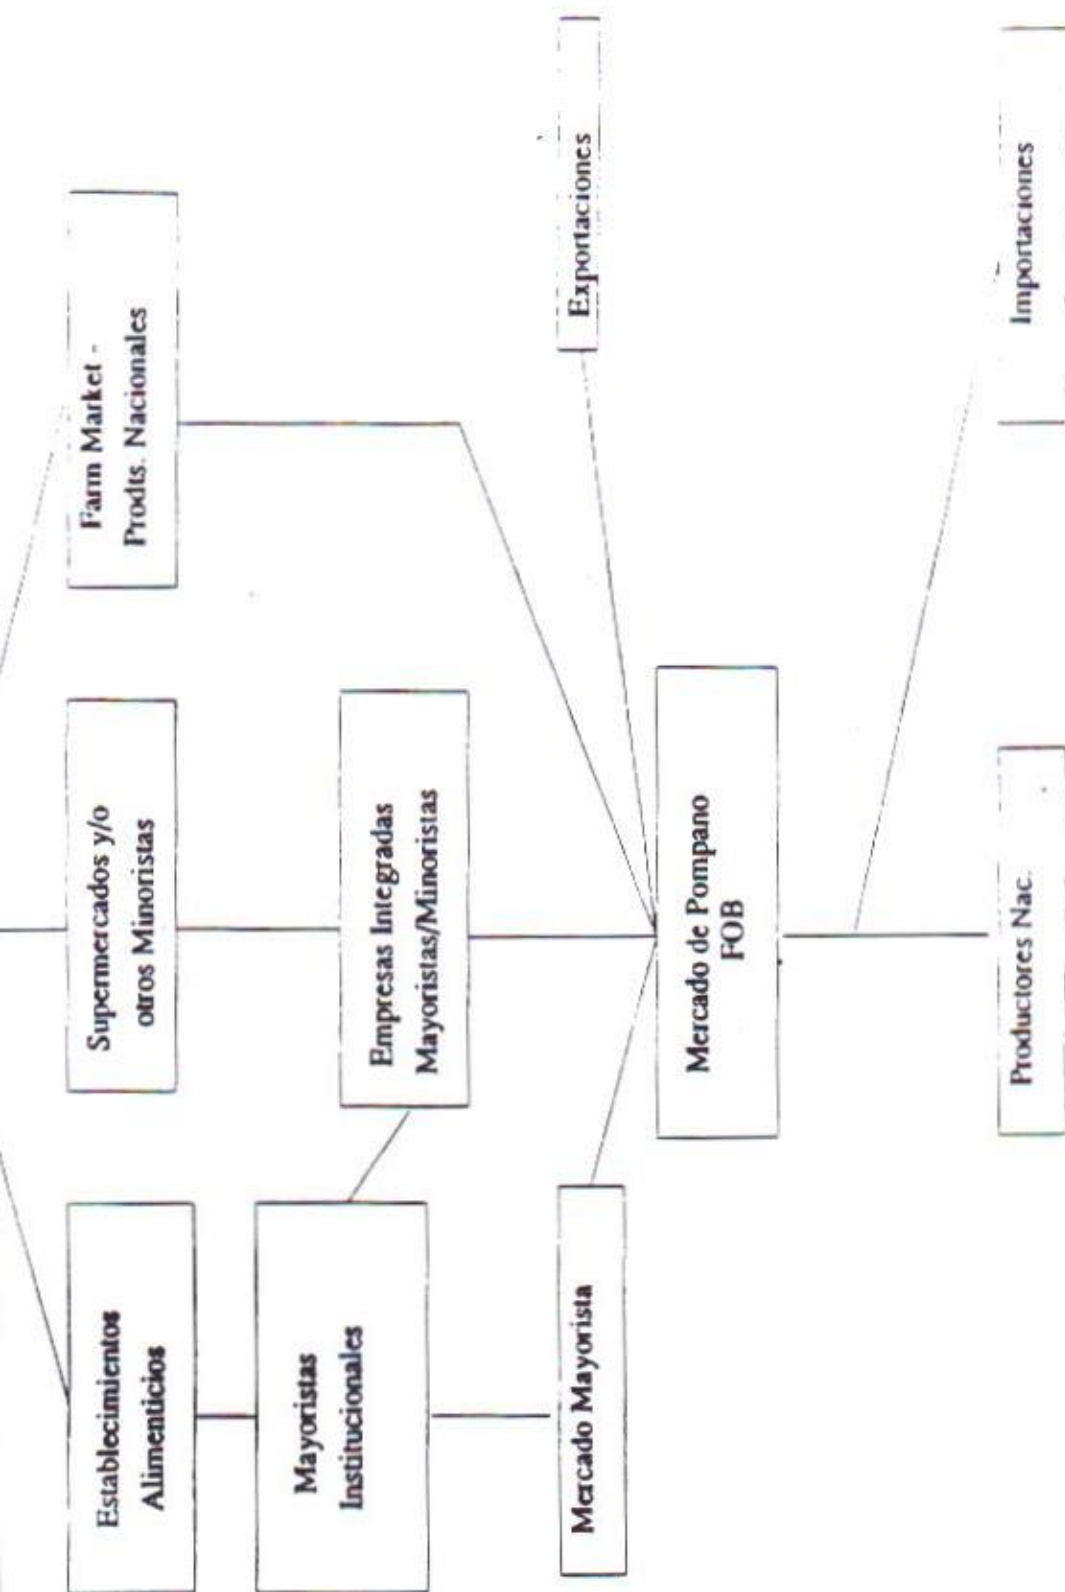 Establecimientos
Alimenticios
Supermercados y/o
otros Minoristas
Farm Market -
Prodts. Nacionales
Mayoristas
Institucionales
Empresas Integradas
Mayoristas/Minoristas
Mercado Mayorista
Exportaciones
Mercado de Pompano
FOB
Productores Nac.
Importaciones